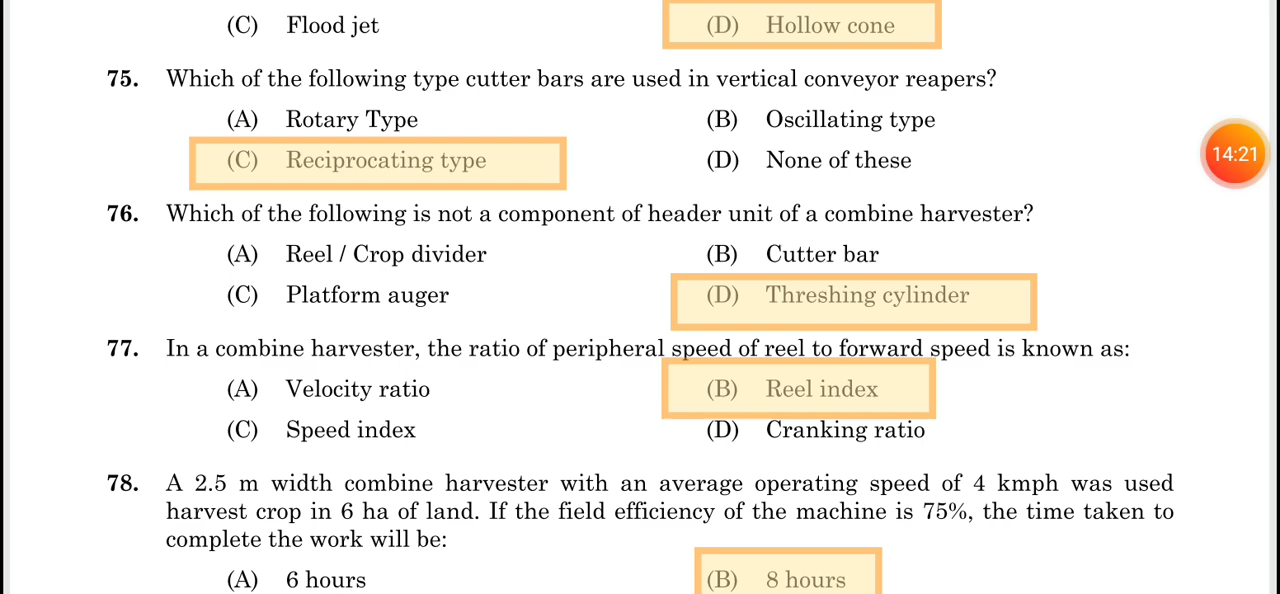 (C) Flood jet (D) Hollow cone
75. Which of the following type cutter bars are used in vertical conveyor reapers?
(A) Rotary Type (B) Oscillating type
(C) Reciprocating type (D) None of these
14:21
76. Which of the following is not a component of header unit of a combine harvester?
(A) Reel / Crop divider (B) Cutter bar
(C) Platform auger (D) Threshing cylinder
77. In a combine harvester, the ratio of peripheral speed of reel to forward speed is known as:
(A) Velocity ratio (B) Reel index
(C) Speed index (D) Cranking ratio
78. A 2.5 m width combine harvester with an average operating speed of 4 kmph was used
harvest crop in 6 ha of land. If the field efficiency of the machine is 75%, the time taken to
complete the work will be:
(A) 6 hours (B) 8 hours